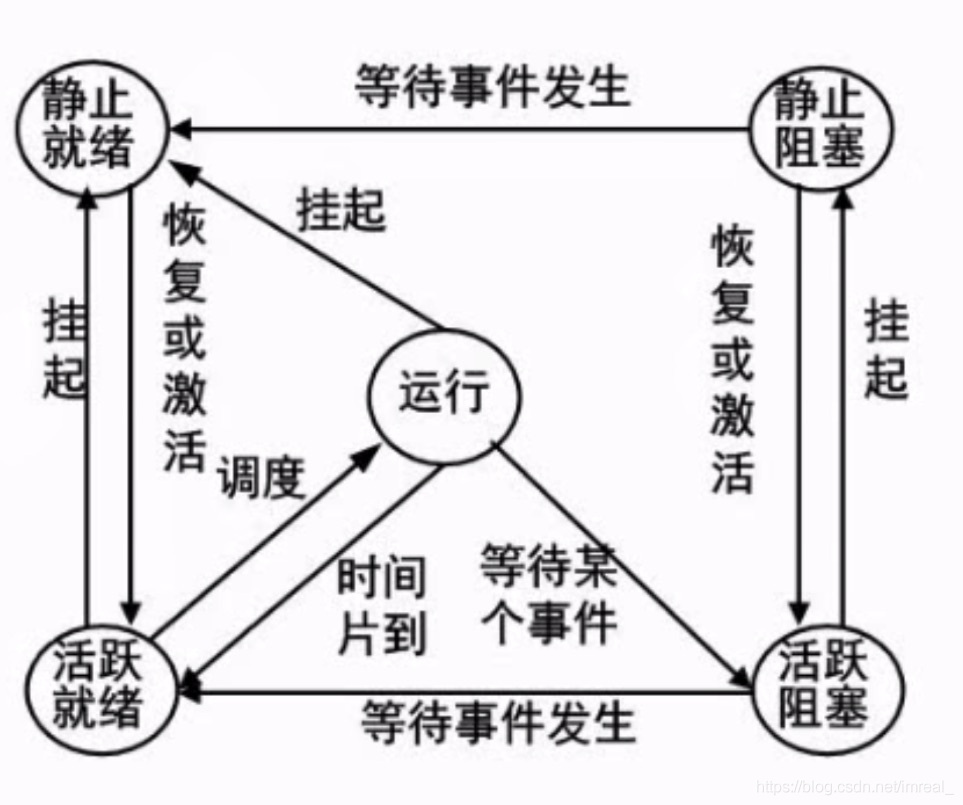 等待事件发生
静止
就绪
静止
阻塞
挂起
恢
复
或
激
活
恢
复
或
激
活
挂
起
挂
起
运行
调度
时间
片到
等待某
个事件
活跃
就绪
活跃
阻塞
等待事件发生
https://blog.csdn.net/imreal_